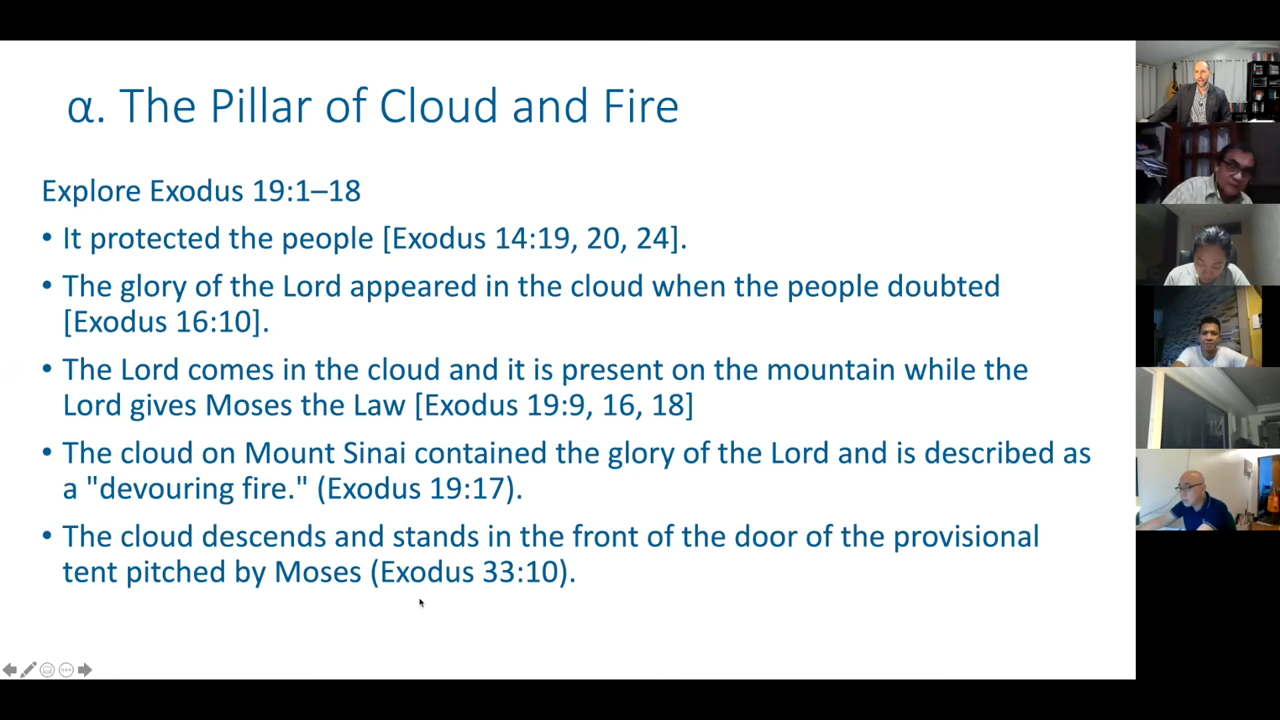 α. The Pillar of Cloud and Fire
Explore Exodus 19:1–18
• It protected the people [Exodus 14:19, 20, 24].
• The glory of the Lord appeared in the cloud when the people doubted
[Exodus 16:10].
• The Lord comes in the cloud and it is present on the mountain while the
Lord gives Moses the Law [Exodus 19:9, 16, 18]
• The cloud on Mount Sinai contained the glory of the Lord and is described as
a "devouring fire." (Exodus 19:17).
• The cloud descends and stands in the front of the door of the provisional
tent pitched by Moses (Exodus 33:10).